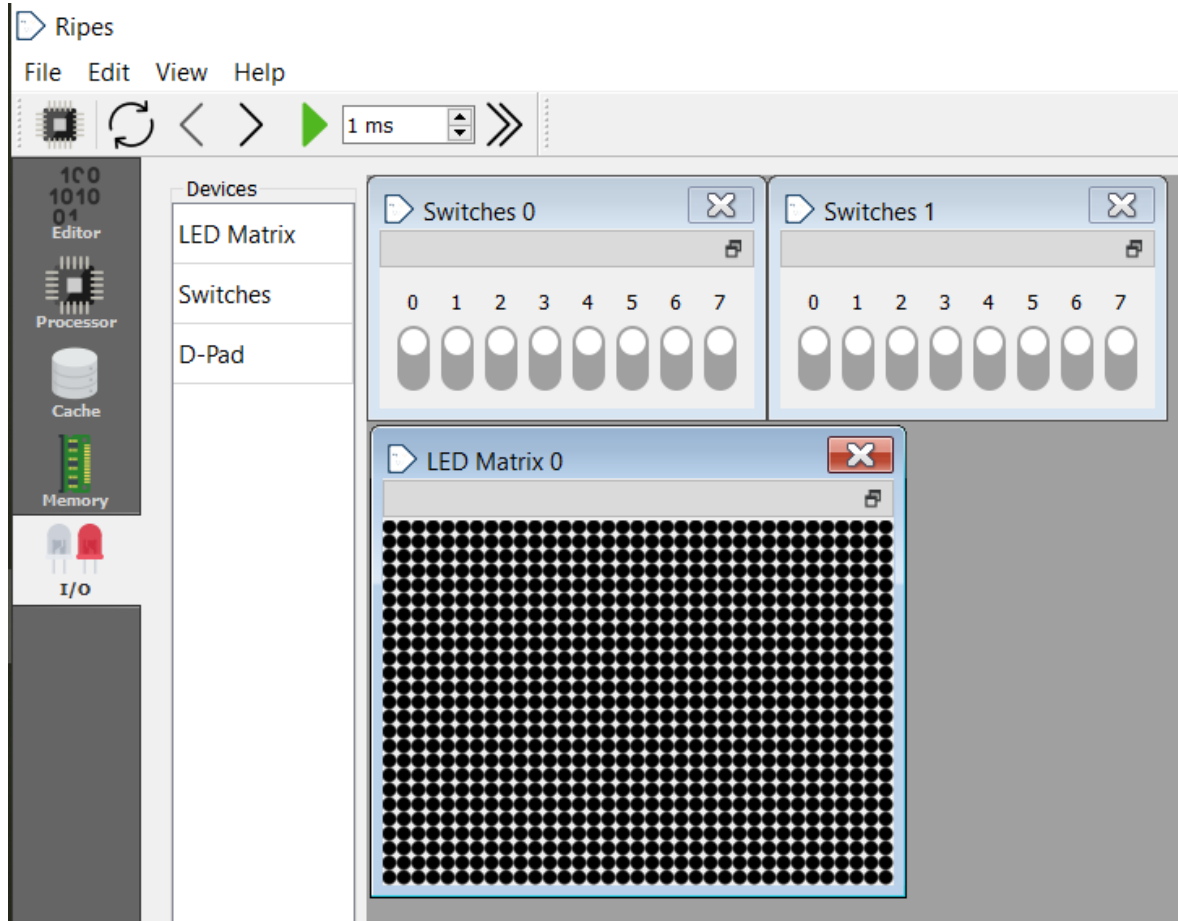 Ripes
File Edit View Help
1 ms
100
1010
01
Editor
Processor
Cache
Memory
I/O
Devices
LED Matrix
Switches
D-Pad
Switches 0
0 1 2 3 4 5 6 7
Switches 1
0 1 2 3 4 5 6 7
LED Matrix 0